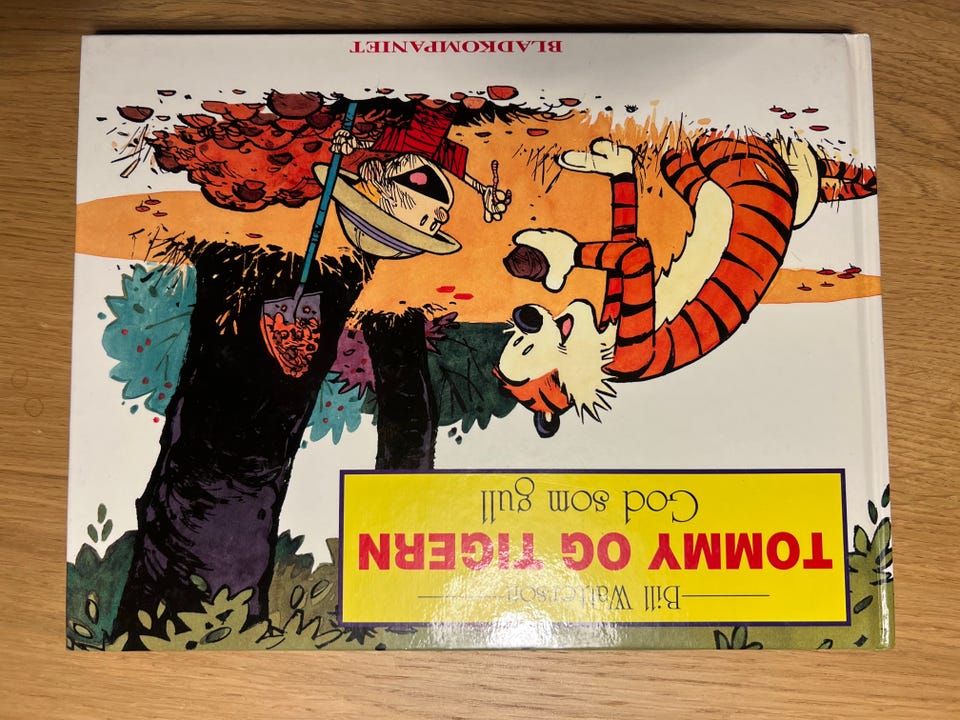 Bill Watterson
TOMMY OG TIGERN
God som gull
BLADKOMPANIET